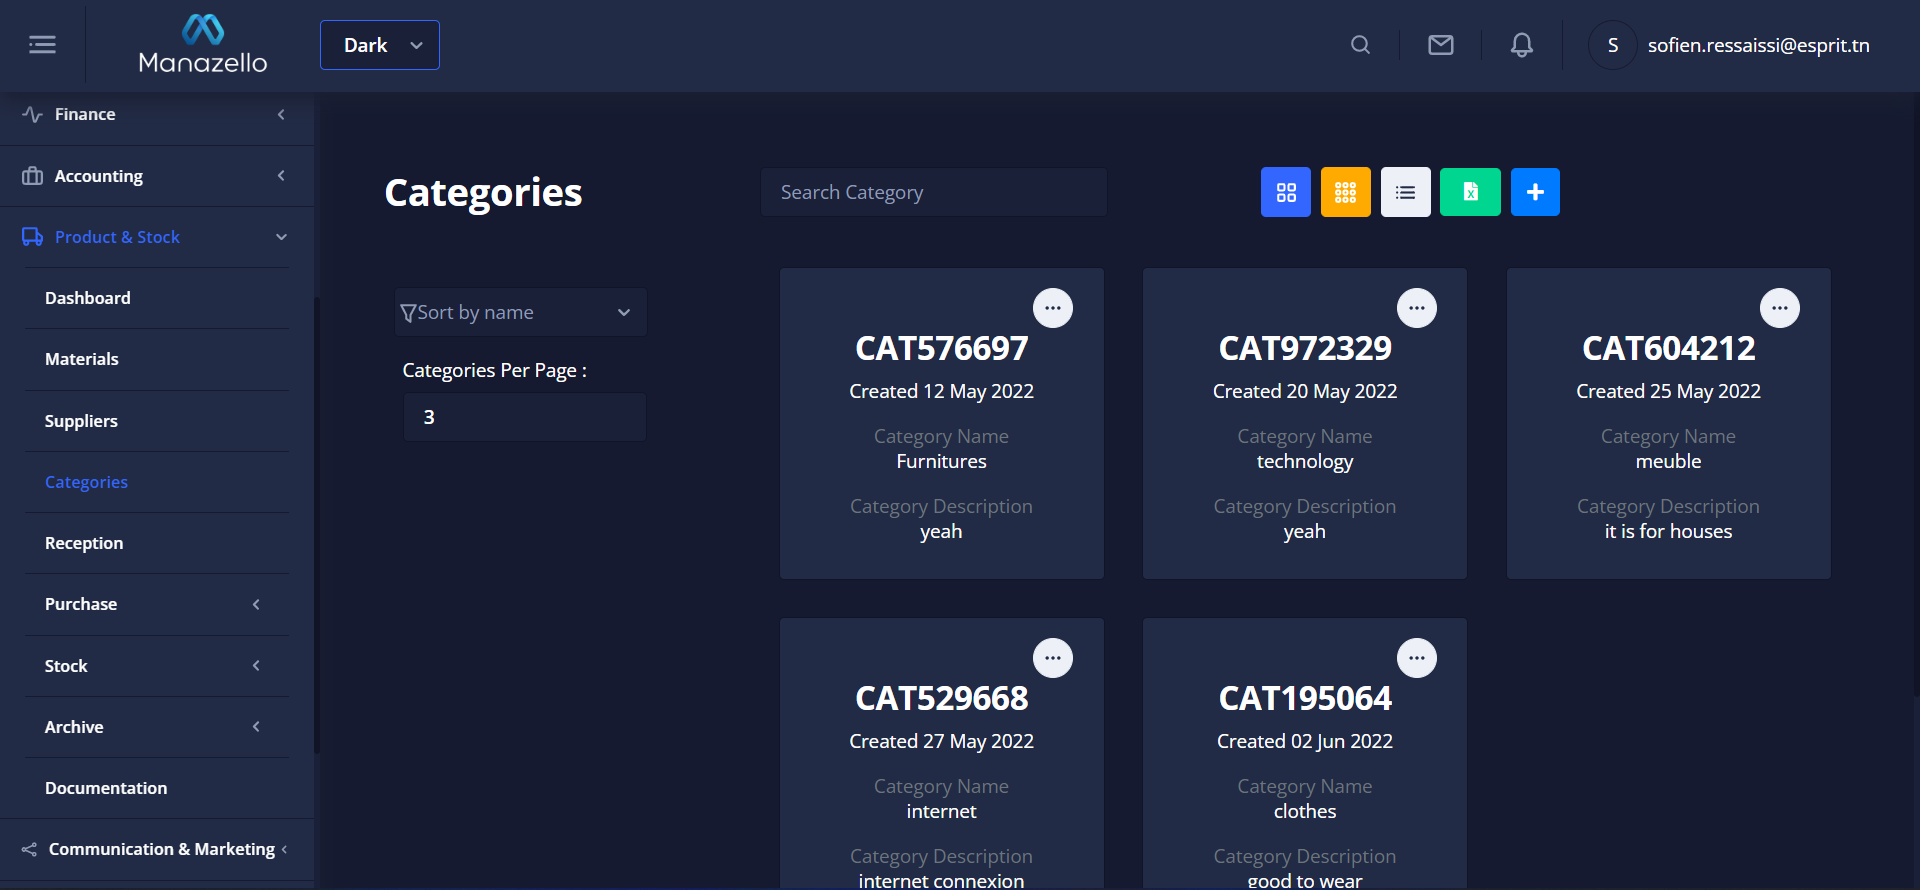 Manazello
Dark
S
sofien.ressaissi@esprit.tn
Finance
Accounting
Product & Stock
Dashboard
Materials
Suppliers
Categories
Reception
Purchase
Stock
Archive
Documentation
Communication & Marketing
Categories
Search Category
Sort by name
Categories Per Page :
3
CAT576697
Created 12 May 2022
Category Name
Furnitures
Category Description
yeah
CAT972329
Created 20 May 2022
Category Name
technology
Category Description
yeah
CAT604212
Created 25 May 2022
Category Name
meuble
Category Description
it is for houses
CAT529668
Created 27 May 2022
Category Name
internet
Category Description
internet connexion
CAT195064
Created 02 Jun 2022
Category Name
clothes
Category Description
good to wear